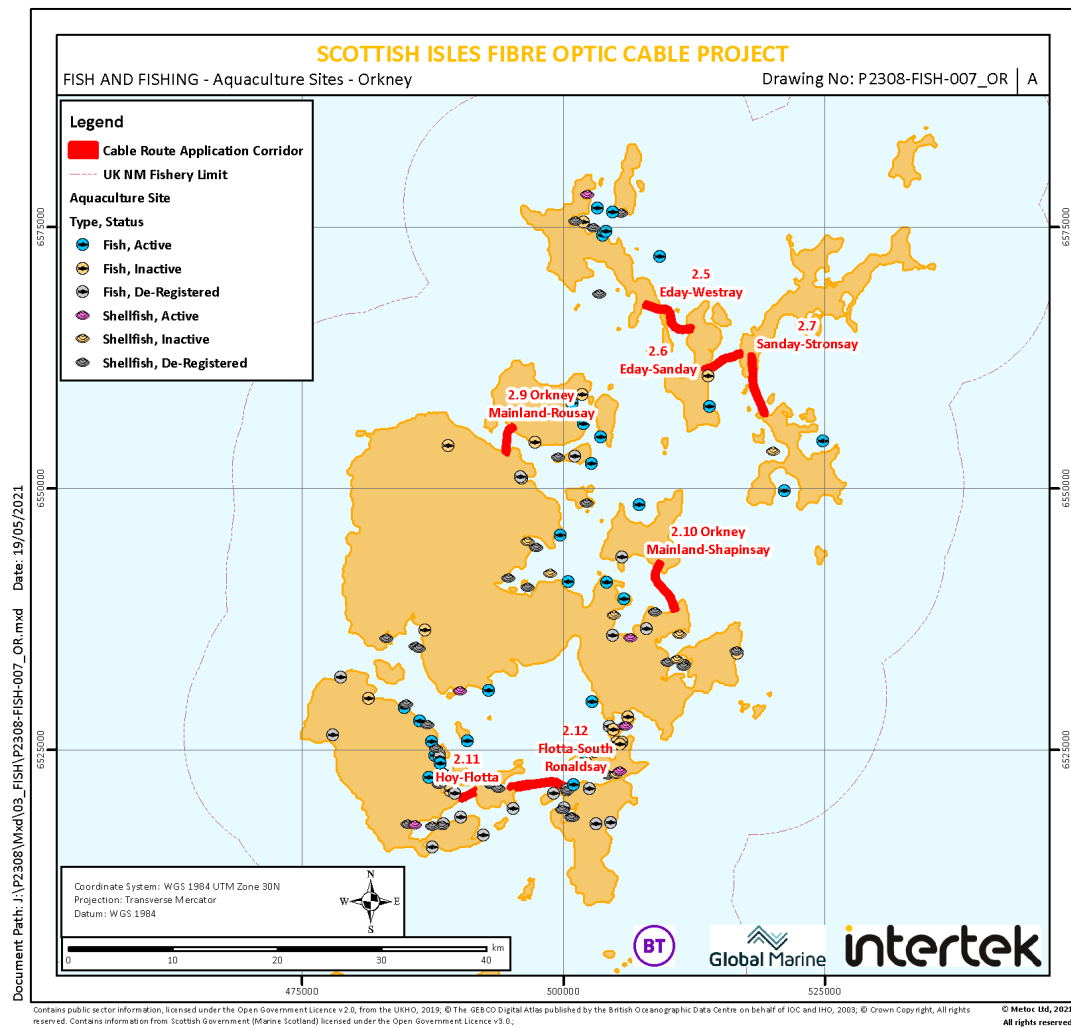 SCOTTISH ISLES FIBRE OPTIC CABLE PROJECT
FISH AND FISHING - Aquaculture Sites - Orkney
Drawing No: P2308-FISH-007_OR
A
Legend
Cable Route Application Corridor
UK NM Fishery Limit
Aquaculture Site
Type, Status
Fish, Active
Fish, Inactive
Fish, De-Registered
Shellfish, Active
Shellfish, Inactive
Shellfish, De-Registered
2.5
Eday-Westray
2.7
Sanday-Stronsay
2.6
Eday-Sanday
2.9 Orkney
Mainland-Rousay
2.10 Orkney
Mainland-Shapinsay
2.12
Flotta-South
Ronaldsay
2.11
Hoy-Flotta
6575000
6575000
6550000
6550000
6525000
6525000
475000
500000
525000
Coordinate System: WGS 1984 UTM Zone 30N
Projection: Transverse Mercator
Datum: WGS 1984
N
W
E
S
km
0
10
20
30
40
BT
Global Marine
intertek
Document Path: J:\P2308\Mxd\03_FISH\P2308-FISH-007_OR.mxd Date: 19/05/2021
Contains public sector information, licensed under the Open Government Licence v2.0, from the UKHO, 2019; © The GEBCO Digital Atlas published by the British Oceanographic Data Centre on behalf of IOC and IHO, 2003; © Crown Copyright, All rights
reserved. Contains information from Scottish Government (Marine Scotland) licensed under the Open Government Licence v3.0.;
© Metoc Ltd, 2021
All rights reserved.